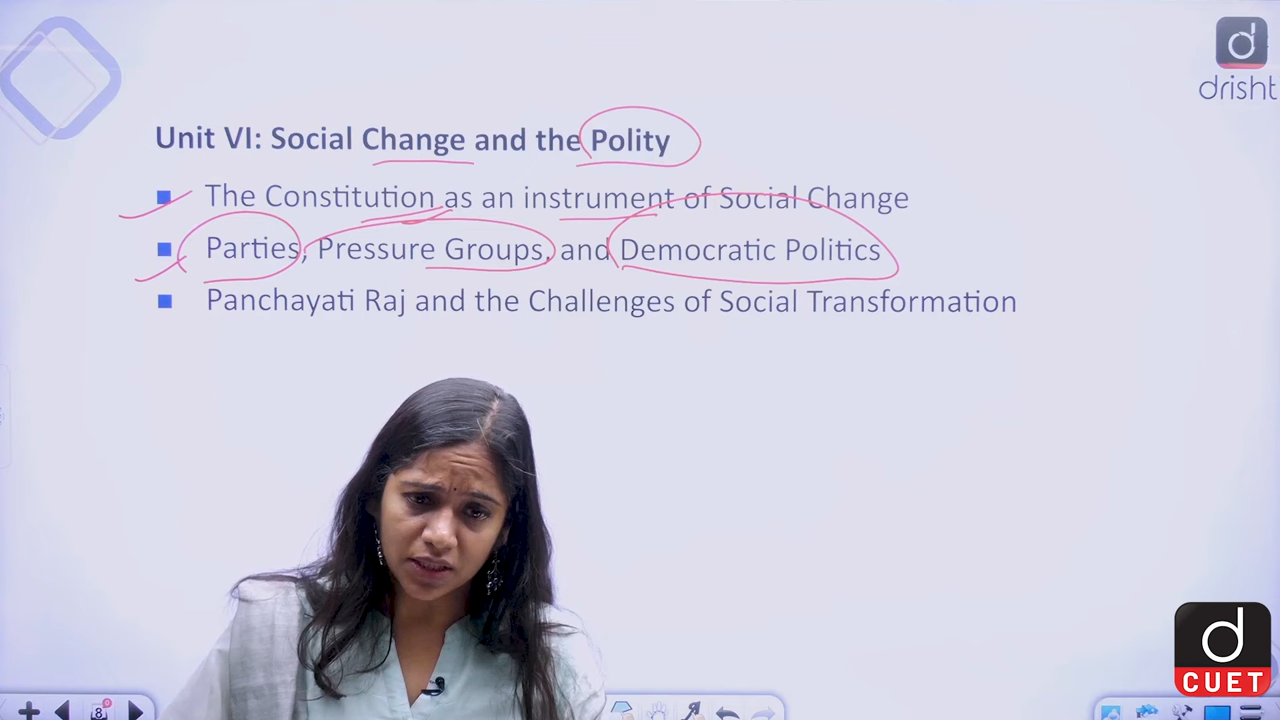 drisht
Unit VI: Social Change and the Polity
The Constitution as an instrument of Social Change
Parties, Pressure Groups, and Democratic Politics
Panchayati Raj and the Challenges of Social Transformation
CUET
8